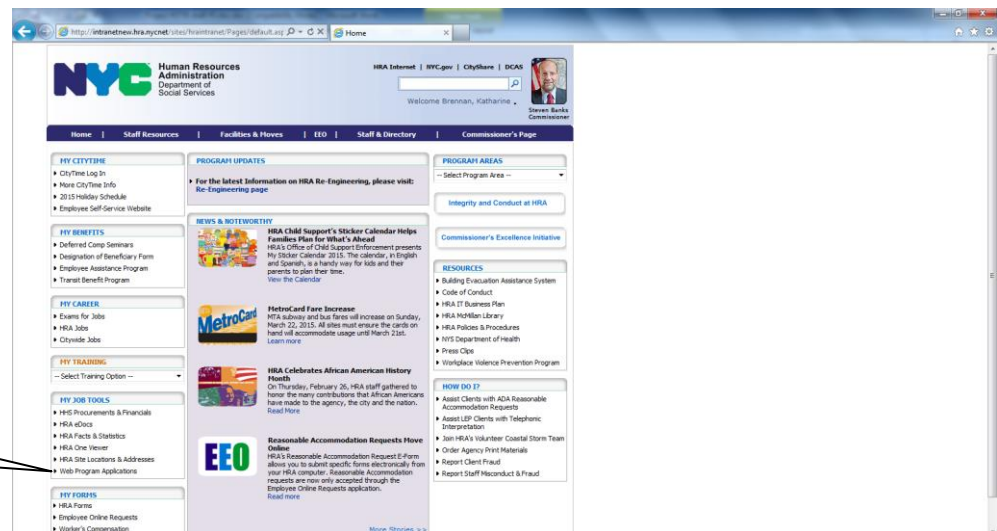 http://intranetnew.hra.nycnet/sites/hraintranet/Pages/default.asp
Home
NYC
Human Resources
Administration
Department of
Social Services
HRA Internet | NYC.gov | CityShare | DCAS
Welcome Brennan, Katharine
Steven Banks
Commissioner
Home | Staff Resources | Facilities & Moves | EEO | Staff & Directory | Commissioner's Page
MY CITYTIME
CityTime Log In
More CityTime Info
2015 Holiday Schedule
Employee Self-Service Website
MY BENEFITS
Deferred Comp Seminars
Designation of Beneficiary Form
Employee Assistance Program
Transit Benefit Program
MY CAREER
Exams for Jobs
HRA Jobs
Citywide Jobs
MY TRAINING
-- Select Training Option --
MY JOB TOOLS
HHS Procurements & Financials
HRA eDocs
HRA Facts & Statistics
HRA One Viewer
HRA Site Locations & Addresses
Web Program Applications
MY FORMS
HRA Forms
Employee Online Requests
Worker's Compensation
PROGRAM UPDATES
For the latest Information on HRA Re-Engineering, please visit:
Re-Engineering page
NEWS & NOTEWORTHY
HRA Child Support's Sticker Calendar Helps
Families Plan for What's Ahead
HRA's Office of Child Support Enforcement presents
My Sticker Calendar 2015. The calendar, in English
and Spanish, is a handy way for kids and their
parents to plan their time.
View the Calendar
MetroCard
MetroCard Fare Increase
MTA subway and bus fares will increase on Sunday,
March 22, 2015. All sites must ensure the cards on
hand will accommodate usage until March 21st.
Learn more
HRA Celebrates African American History
Month
On Thursday, February 26, HRA staff gathered to
honor the many contributions that African Americans
have made to the agency, the city and the nation.
Read More
EEO
Reasonable Accommodation Requests Move
Online
HRA's Reasonable Accommodation Request E-Form
allows you to submit specific forms electronically from
your HRA computer. Reasonable Accommodation
requests are now only accepted through the
Employee Online Requests application.
Read more
More Stories >>
PROGRAM AREAS
-- Select Program Area --
Integrity and Conduct at HRA
Commissioner's Excellence Initiative
RESOURCES
Building Evacuation Assistance System
Code of Conduct
HRA IT Business Plan
HRA McMillan Library
HRA Policies & Procedures
NYS Department of Health
Press Clips
Workplace Violence Prevention Program
HOW DO I?
Assist Clients with ADA Reasonable
Accommodation Requests
Assist LEP Clients with Telephonic
Interpretation
Join HRA's Volunteer Coastal Storm Team
Order Agency Print Materials
Report Client Fraud
Report Staff Misconduct & Fraud